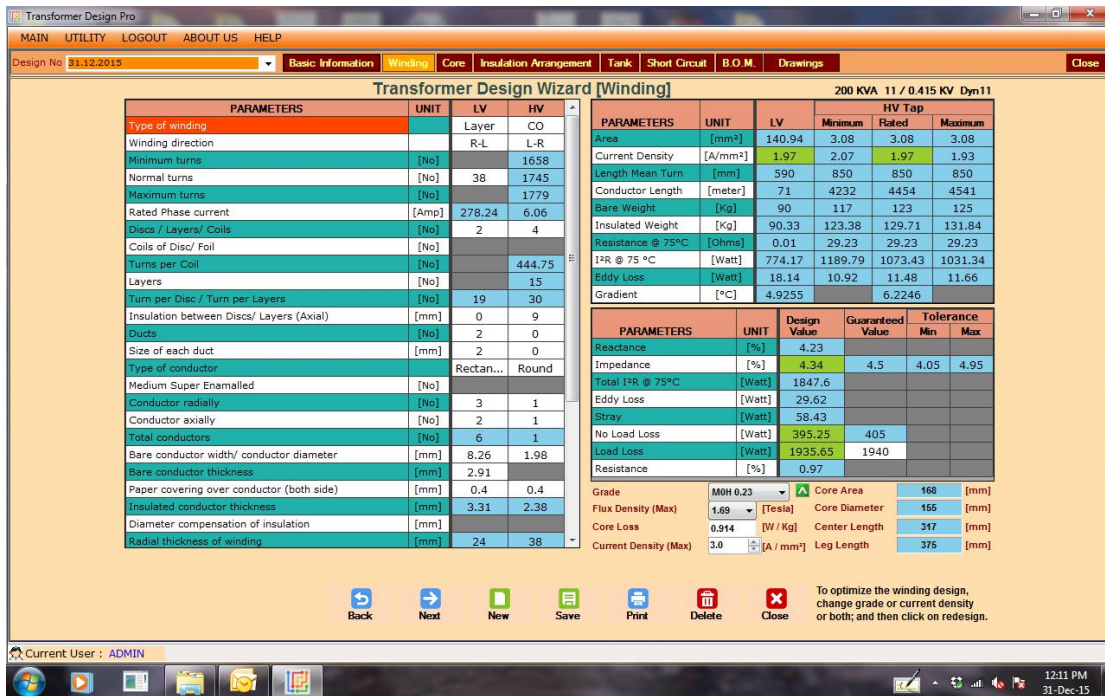 Transformer Design Pro
MAIN UTILITY LOGOUT ABOUT US HELP
Design No 31.12.2015 Basic Information Winding Core Insulation Arrangement Tank Short Circuit B.O.M. Drawings Close
Transformer Design Wizard [Winding] 200 KVA 11 / 0.415 KV Dyn11
PARAMETERS UNIT LV HV
Type of winding Layer CO
Winding direction R-L L-R
Minimum turns [No] 1658
Normal turns [No] 38 1745
Maximum turns [No] 1779
Rated Phase current [Amp] 278.24 6.06
Discs / Layers/ Coils [No] 2 4
Coils of Disc/ Foil [No]
Turns per Coil [No] 444.75
Layers [No] 15
Turn per Disc / Turn per Layers [No] 19 30
Insulation between Discs/ Layers (Axial) [mm] 0 9
Ducts [No] 2 0
Size of each duct [mm] 2 0
Type of conductor Rectan... Round
Medium Super Enamalled [No]
Conductor radially [No] 3 1
Conductor axially [No] 2 1
Total conductors [No] 6 1
Bare conductor width/ conductor diameter [mm] 8.26 1.98
Bare conductor thickness [mm] 2.91
Paper covering over conductor (both side) [mm] 0.4 0.4
Insulated conductor thickness [mm] 3.31 2.38
Diameter compensation of insulation [mm]
Radial thickness of winding [mm] 24 38
PARAMETERS UNIT LV HV Tap
Minimum Rated Maximum
Area [mm²] 140.94 3.08 3.08 3.08
Current Density [A/mm²] 1.97 2.07 1.97 1.93
Length Mean Turn [mm] 590 850 850 850
Conductor Length [meter] 71 4232 4454 4541
Bare Weight [Kg] 90 117 123 125
Insulated Weight [Kg] 90.33 123.38 129.71 131.84
Resistance @ 75°C [Ohms] 0.01 29.23 29.23 29.23
I²R @ 75 °C [Watt] 774.17 1189.79 1073.43 1031.34
Eddy Loss [Watt] 18.14 10.92 11.48 11.66
Gradient [°C] 4.9255 6.2246
PARAMETERS UNIT Design Value Guaranteed Value Tolerance
Min Max
Reactance [%] 4.23
Impedance [%] 4.34 4.5 4.05 4.95
Total I²R @ 75°C [Watt] 1847.6
Eddy Loss [Watt] 29.62
Stray [Watt] 58.43
No Load Loss [Watt] 395.25 405
Load Loss [Watt] 1935.65 1940
Resistance [%] 0.97
Grade M0H 0.23 Core Area 168 [mm]
Flux Density (Max) 1.69 [Tesla] Core Diameter 155 [mm]
Core Loss 0.914 [W / Kg] Center Length 317 [mm]
Current Density (Max) 3.0 [A / mm²] Leg Length 375 [mm]
To optimize the winding design,
change grade or current density
or both; and then click on redesign.
Back Next New Save Print Delete Close
Current User : ADMIN
12:11 PM
31-Dec-15